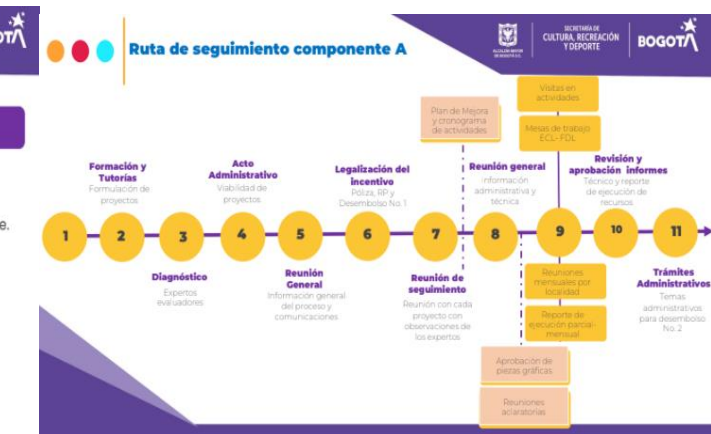 OTÁ
e.
Ruta de seguimiento componente A
ALCALDÍA MAYOR
DE BOGOTÁ D.C.
SECRETARÍA DE
CULTURA, RECREACIÓN
Y DEPORTE
BOGOTÁ
Visitas en
actividades
Plan de Mejora
y cronograma
de actividades
Mesas de trabajo
ECL- FDL
Formación y
Tutorías
Formulación de
proyectos
Acto
Administrativo
Viabilidad de
proyectos
Legalización del
incentivo
Póliza, RP y
Desembolso No. 1
Reunión general
Información
administrativa y
técnica
Revisión y
aprobación informes
Técnico y reporte
de ejecución de
recursos
1
2
3
4
5
6
7
8
9
10
11
Diagnóstico
Expertos
evaluadores
Reunión
General
Información general
del proceso y
comunicaciones
Reunión de
seguimiento
Reunión con cada
proyecto con
observaciones de
los expertos
Reuniones
mensuales por
localidad
Reporte de
ejecución parcial-
mensual
Trámites
Administrativos
Temas
administrativos
para desembolso
No. 2
Aprobación de
piezas gráficas
Reuniones
aclaratorias